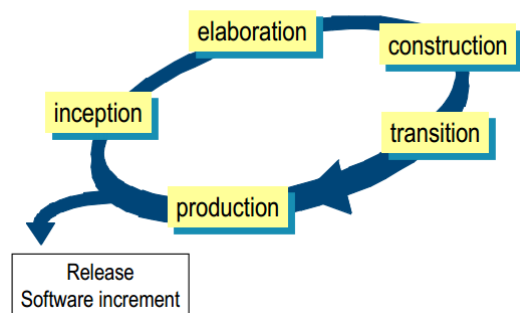 elaboration
construction
inception
transition
production
Release
Software increment